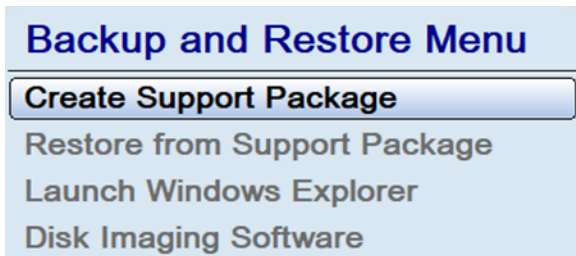 Backup and Restore Menu
Create Support Package
Restore from Support Package
Launch Windows Explorer
Disk Imaging Software